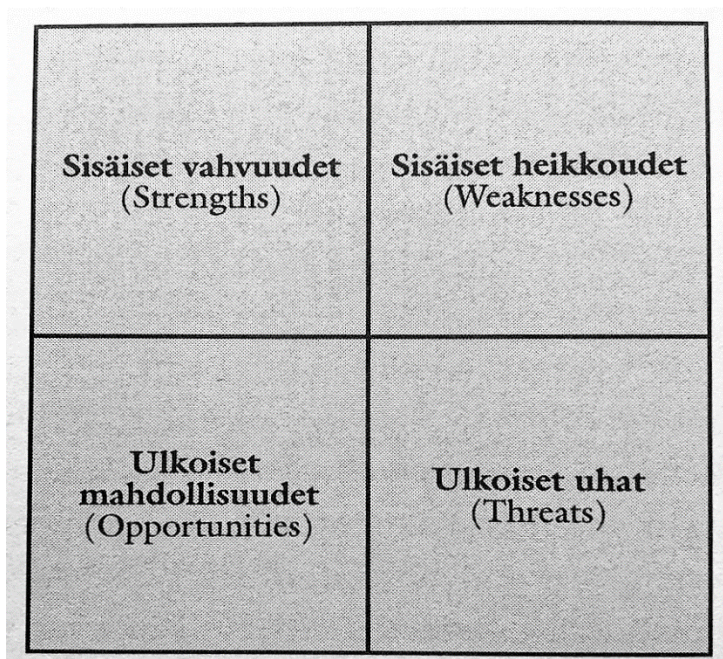 Sisäiset vahvuudet
(Strengths)
Sisäiset heikkoudet
(Weaknesses)
Ulkoiset
mahdollisuudet
(Opportunities)
Ulkoiset uhat
(Threats)